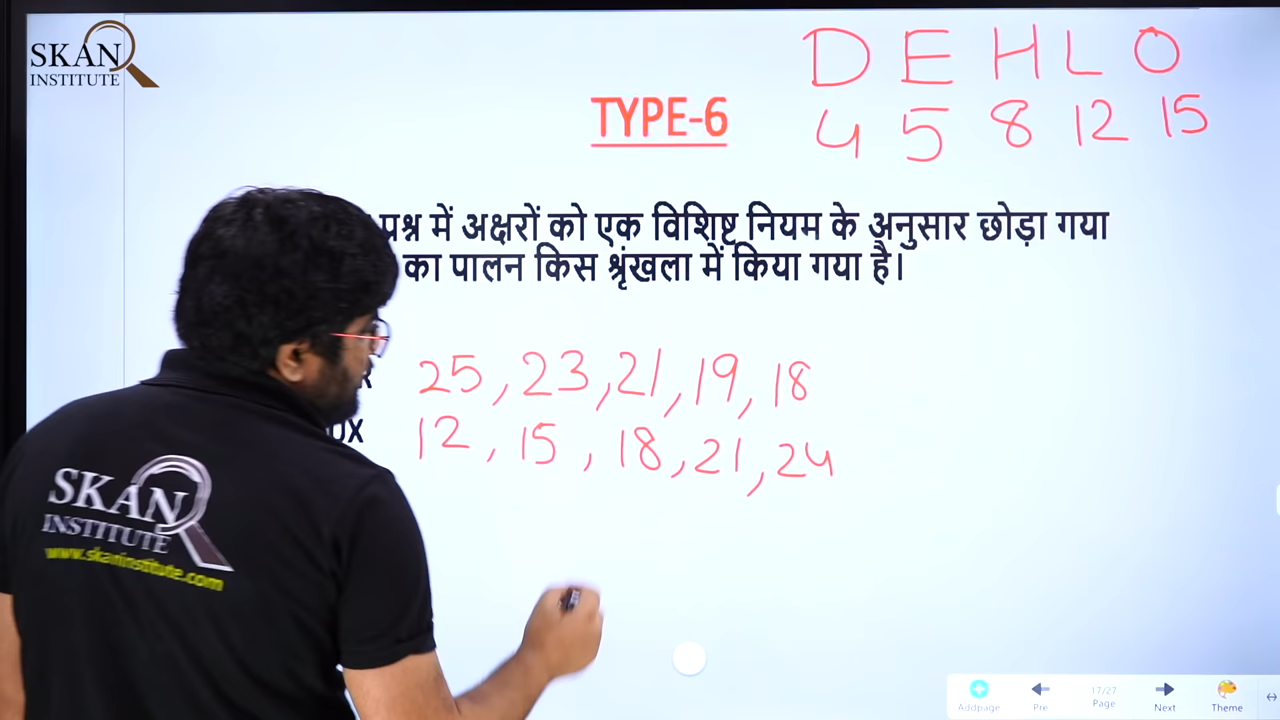 SKAN
INSTITUTE
D E H L O
4 5 8 12 15
TYPE-6
प्रश्न में अक्षरों को एक विशिष्ट नियम के अनुसार छोड़ा गया
का पालन किस श्रृंखला में किया गया है।
25, 23, 21, 19, 18
12, 15, 18, 21, 24
SKAN
INSTITUTE
www.skaninstitute.com
Addpage
Pre
17/27
Page
Next
Theme